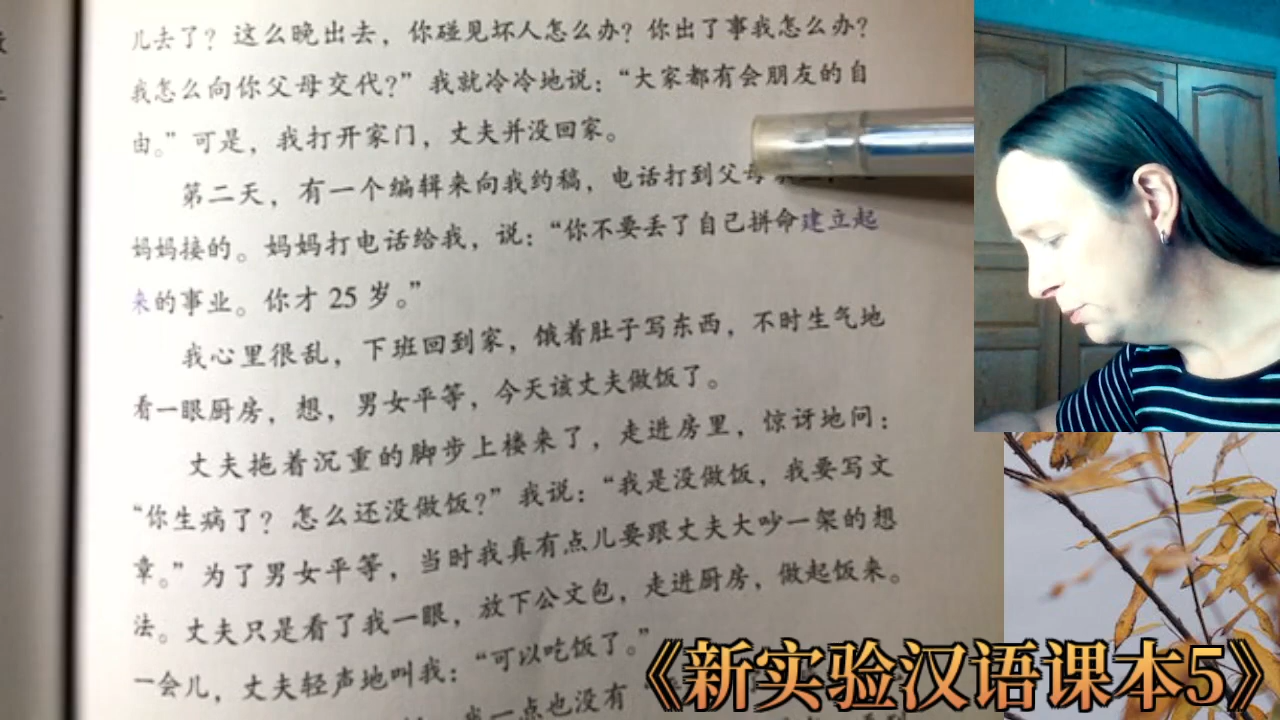 儿去了？这么晚出去，你碰见坏人怎么办？你出了事我怎么办？
我怎么向你父母交代？”我就冷冷地说：“大家都有会朋友的自
由。”可是，我打开家门，丈夫并没回家。
第二天，有一个编辑来向我约稿，电话打到父母
妈妈接的。妈妈打电话给我，说：“你不要丢了自己拼命建立起
来的事业。你才 25 岁。”
我心里很乱，下班回到家，饿着肚子写东西，不时生气地
看一眼厨房，想，男女平等，今天该丈夫做饭了。
丈夫拖着沉重的脚步上楼来了，走进房里，惊讶地问：
“你生病了？怎么还没做饭？”我说：“我是没做饭，我要写文
章。”为了男女平等，当时我真有点儿要跟丈夫大吵一架的想
法。丈夫只是看了我一眼，放下公文包，走进厨房，做起饭来。
一会儿，丈夫轻声地叫我：“可以吃饭了。”
我一点也没有
《新实验汉语课本5》